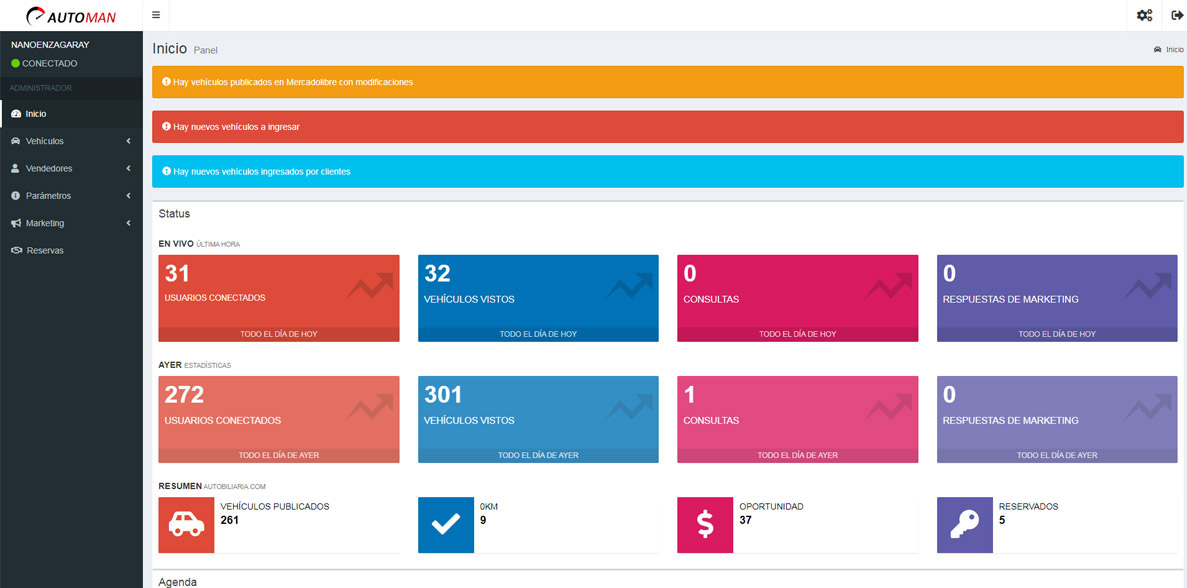 AUTOMAN
NANOENZAGARAY
CONECTADO
ADMINISTRADOR
Inicio
Vehículos
Vendedores
Parámetros
Marketing
Reservas
Inicio Panel
Inicio
Hay vehículos publicados en Mercadolibre con modificaciones
Hay nuevos vehículos a ingresar
Hay nuevos vehículos ingresados por clientes
Status
EN VIVO ÚLTIMA HORA
31
USUARIOS CONECTADOS
TODO EL DÍA DE HOY
32
VEHÍCULOS VISTOS
TODO EL DÍA DE HOY
0
CONSULTAS
TODO EL DÍA DE HOY
0
RESPUESTAS DE MARKETING
TODO EL DÍA DE HOY
AYER ESTADÍSTICAS
272
USUARIOS CONECTADOS
TODO EL DÍA DE AYER
301
VEHÍCULOS VISTOS
TODO EL DÍA DE AYER
1
CONSULTAS
TODO EL DÍA DE AYER
0
RESPUESTAS DE MARKETING
TODO EL DÍA DE AYER
RESUMEN AUTOBILIARIA.COM
VEHÍCULOS PUBLICADOS
261
0KM
9
OPORTUNIDAD
37
RESERVADOS
5
Agenda